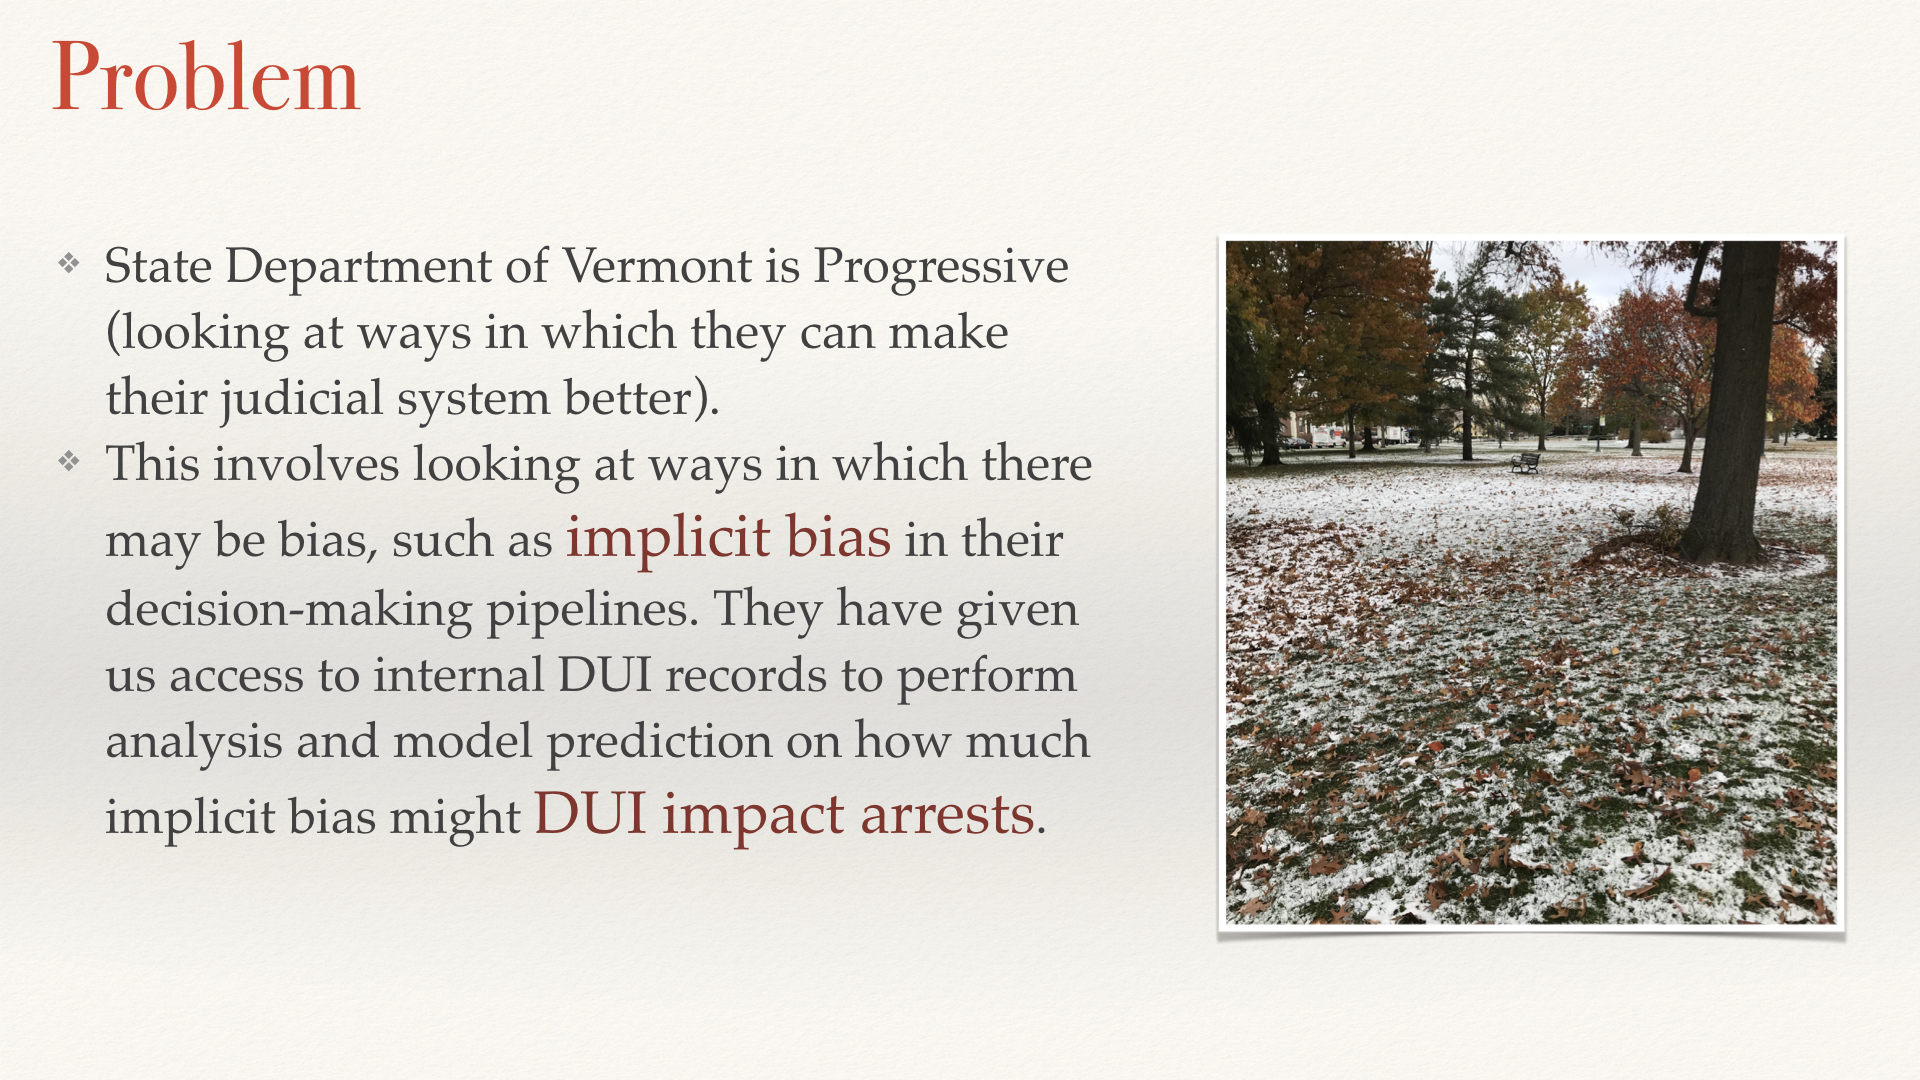 Problem
❖ State Department of Vermont is Progressive
(looking at ways in which they can make
their judicial system better).
❖ This involves looking at ways in which there
may be bias, such as implicit bias in their
decision-making pipelines. They have given
us access to internal DUI records to perform
analysis and model prediction on how much
implicit bias might DUI impact arrests.